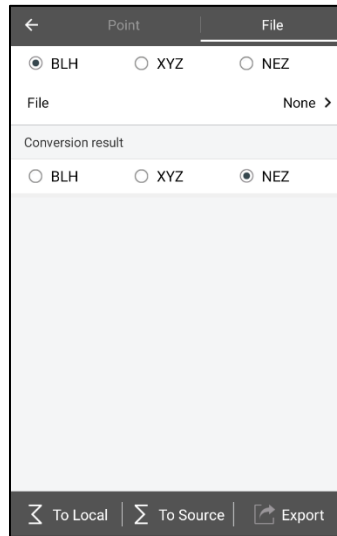 Point File
BLH XYZ NEZ
File None >
Conversion result
BLH XYZ NEZ
To Local To Source Export